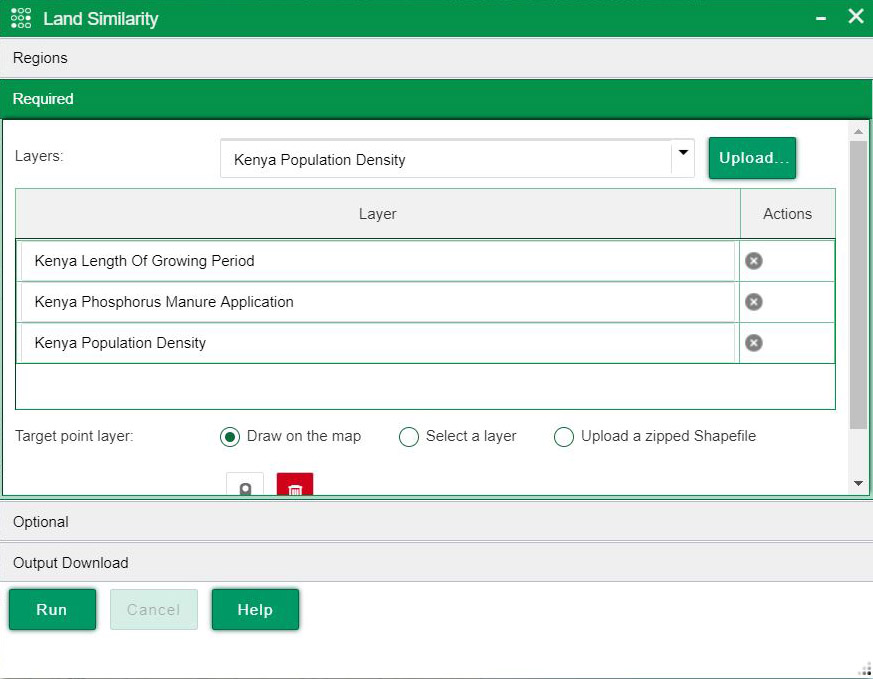 Land Similarity
Regions
Required
Layers:
Kenya Population Density
Upload...
Layer
Actions
Kenya Length Of Growing Period
Kenya Phosphorus Manure Application
Kenya Population Density
Target point layer:
Draw on the map
Select a layer
Upload a zipped Shapefile
Optional
Output Download
Run
Cancel
Help